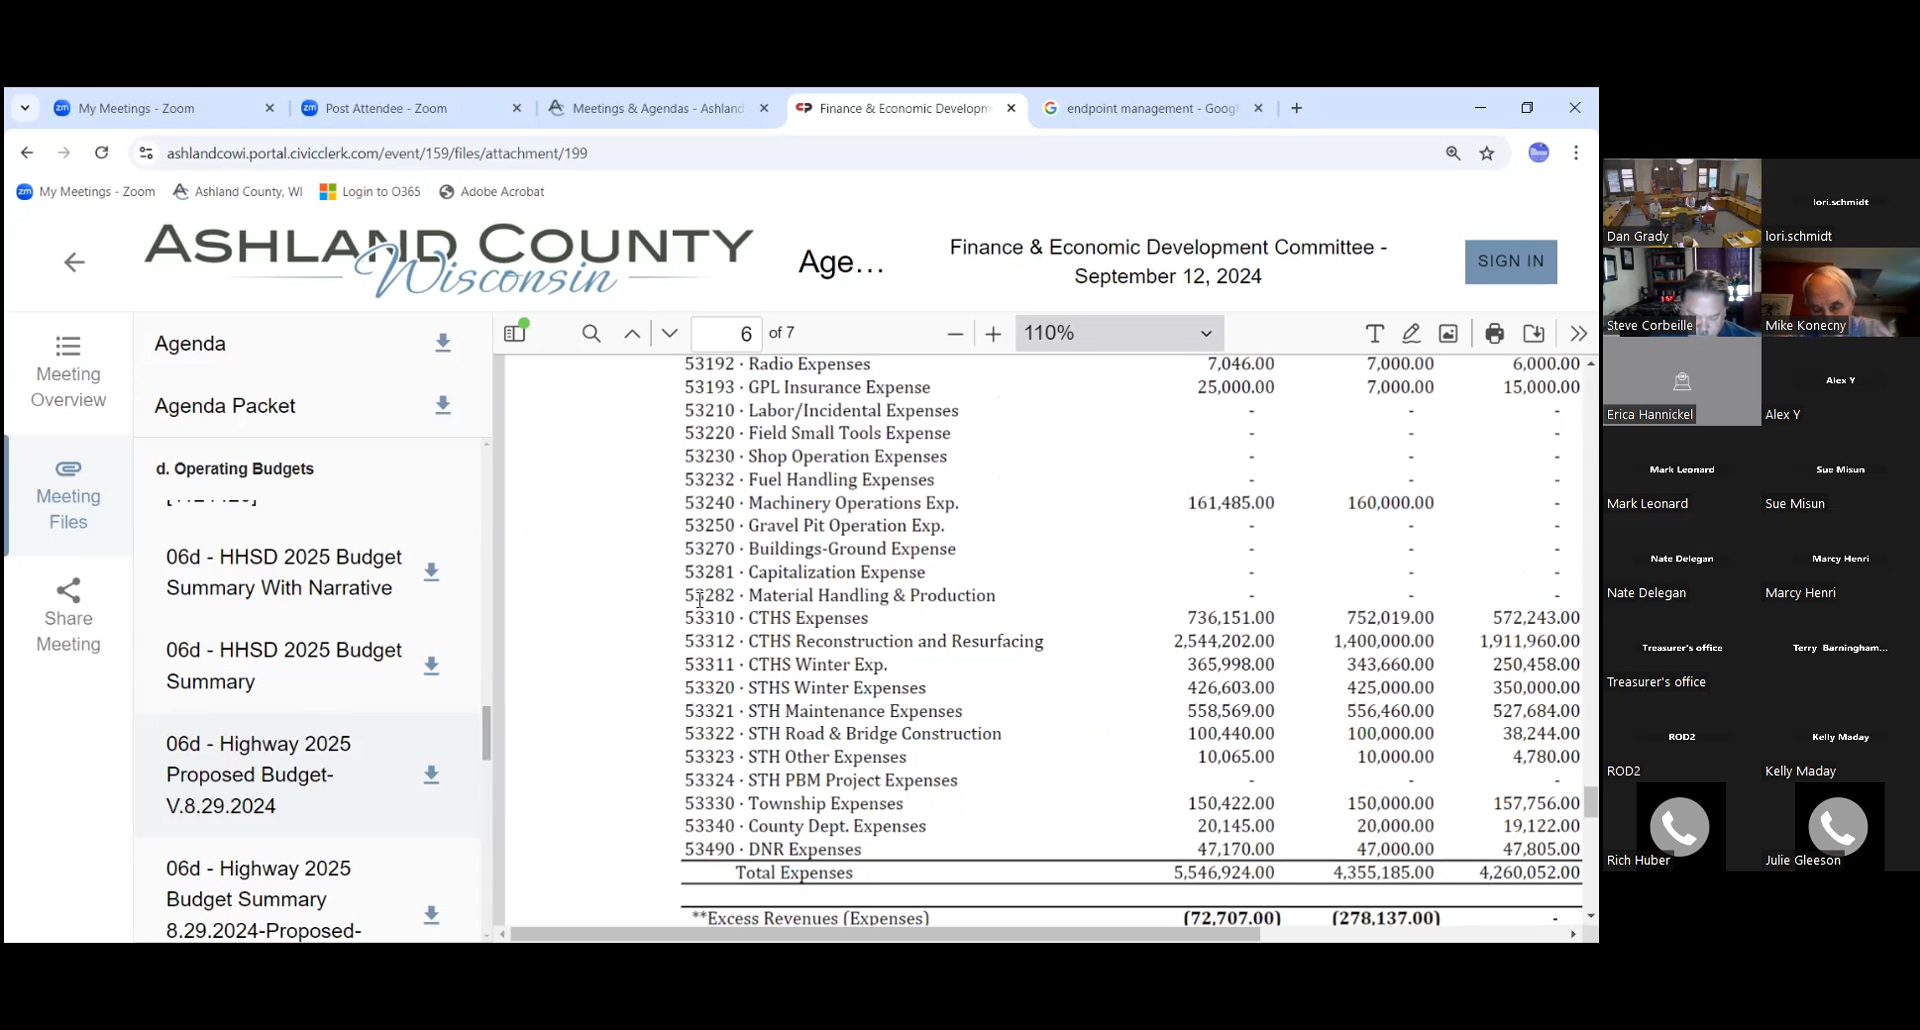 My Meetings - Zoom
Post Attendee - Zoom
Meetings & Agendas - Ashland
Finance & Economic Developm
endpoint management - Goog
ashlandcowi.portal.civicclerk.com/event/159/files/attachment/199
My Meetings - Zoom
Ashland County, WI
Login to O365
Adobe Acrobat
ASHLAND COUNTY
Wisconsin
Age...
Finance & Economic Development Committee -
September 12, 2024
SIGN IN
Meeting
Overview
Meeting
Files
Share
Meeting
Agenda
Agenda Packet
d. Operating Budgets
06d - HHSD 2025 Budget
Summary With Narrative
06d - HHSD 2025 Budget
Summary
06d - Highway 2025
Proposed Budget-
V.8.29.2024
06d - Highway 2025
Budget Summary
8.29.2024-Proposed-
6 of 7
110%
53192 · Radio Expenses 7,046.00 7,000.00 6,000.00
53193 · GPL Insurance Expense 25,000.00 7,000.00 15,000.00
53210 · Labor/Incidental Expenses - - -
53220 · Field Small Tools Expense - - -
53230 · Shop Operation Expenses - - -
53232 · Fuel Handling Expenses - - -
53240 · Machinery Operations Exp. 161,485.00 160,000.00 -
53250 · Gravel Pit Operation Exp. - - -
53270 · Buildings-Ground Expense - - -
53281 · Capitalization Expense - - -
53282 · Material Handling & Production - - -
53310 · CTHS Expenses 736,151.00 752,019.00 572,243.00
53312 · CTHS Reconstruction and Resurfacing 2,544,202.00 1,400,000.00 1,911,960.00
53311 · CTHS Winter Exp. 365,998.00 343,660.00 250,458.00
53320 · STHS Winter Expenses 426,603.00 425,000.00 350,000.00
53321 · STH Maintenance Expenses 558,569.00 556,460.00 527,684.00
53322 · STH Road & Bridge Construction 100,440.00 100,000.00 38,244.00
53323 · STH Other Expenses 10,065.00 10,000.00 4,780.00
53324 · STH PBM Project Expenses - - -
53330 · Township Expenses 150,422.00 150,000.00 157,756.00
53340 · County Dept. Expenses 20,145.00 20,000.00 19,122.00
53490 · DNR Expenses 47,170.00 47,000.00 47,805.00
Total Expenses 5,546,924.00 4,355,185.00 4,260,052.00
**Excess Revenues (Expenses) (72,707.00) (278,137.00) -
Dan Grady
lori.schmidt
lori.schmidt
Steve Corbeille
Mike Konecny
Erica Hannickel
Alex Y
Alex Y
Mark Leonard
Mark Leonard
Sue Misun
Sue Misun
Nate Delegan
Nate Delegan
Marcy Henri
Marcy Henri
Treasurer's office
Treasurer's office
Terry Barningham...
ROD2
ROD2
Kelly Maday
Kelly Maday
Rich Huber
Julie Gleeson